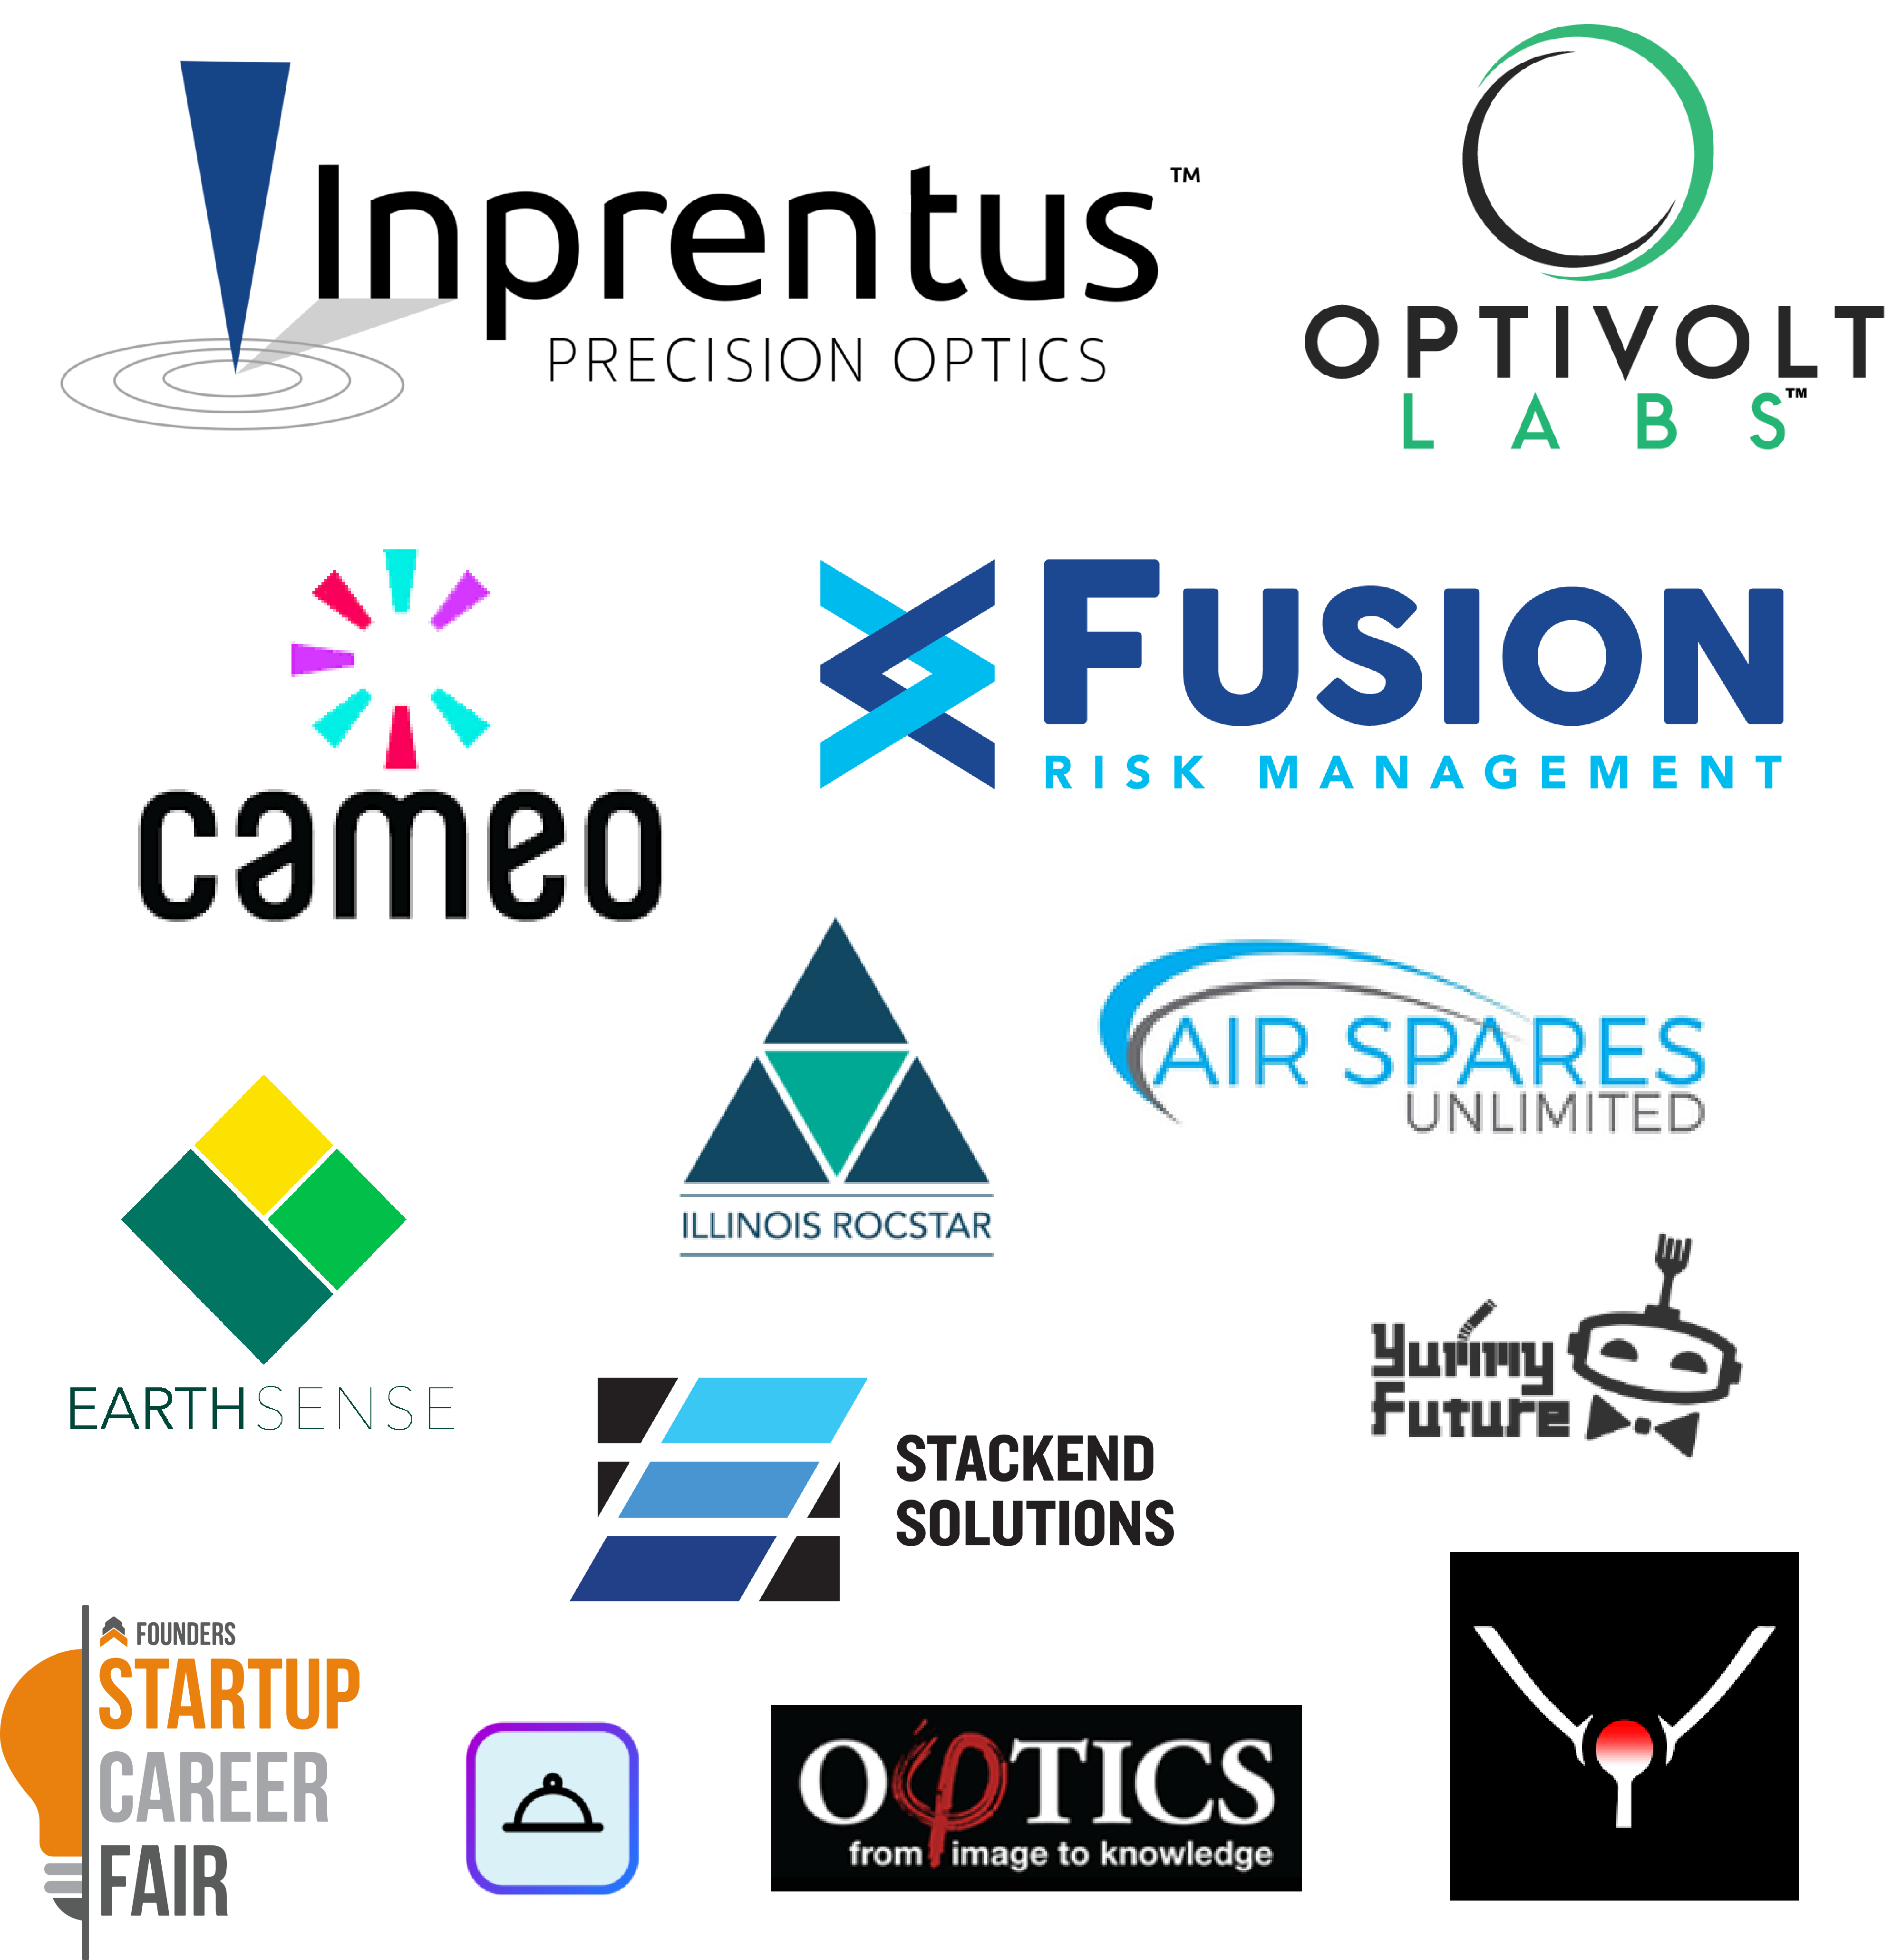 Inprentus™
PRECISION OPTICS
OPTIVOLT
LABS™
cameo
FUSION
RISK MANAGEMENT
AIR SPARES
UNLIMITED
ILLINOIS ROCSTAR
EARTHSENSE
Yummy
Future
STACKEND
SOLUTIONS
FOUNDERS
STARTUP
CAREER
FAIR
OφTICS
from image to knowledge